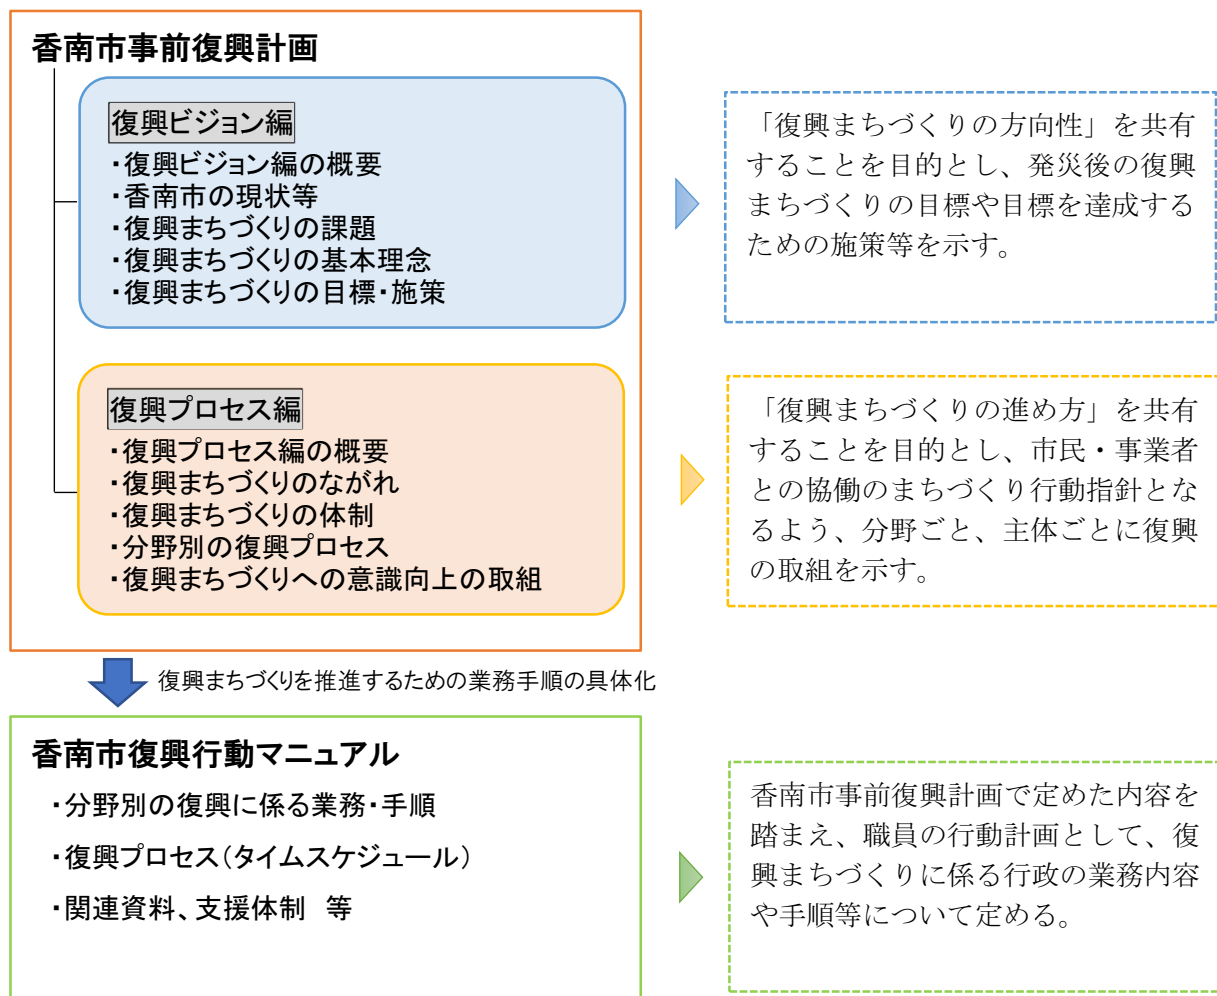 香南市事前復興計画
復興ビジョン編
・復興ビジョン編の概要
・香南市の現状等
・復興まちづくりの課題
・復興まちづくりの基本理念
・復興まちづくりの目標・施策
「復興まちづくりの方向性」を共有
することを目的とし、発災後の復興
まちづくりの目標や目標を達成する
ための施策等を示す。
復興プロセス編
・復興プロセス編の概要
・復興まちづくりのながれ
・復興まちづくりの体制
・分野別の復興プロセス
・復興まちづくりへの意識向上の取組
「復興まちづくりの進め方」を共有
することを目的とし、市民・事業者
との協働のまちづくり行動指針とな
るよう、分野ごと、主体ごとに復興
の取組を示す。
復興まちづくりを推進するための業務手順の具体化
香南市復興行動マニュアル
・分野別の復興に係る業務・手順
・復興プロセス(タイムスケジュール)
・関連資料、支援体制　等
香南市事前復興計画で定めた内容を
踏まえ、職員の行動計画として、復
興まちづくりに係る行政の業務内容
や手順等について定める。